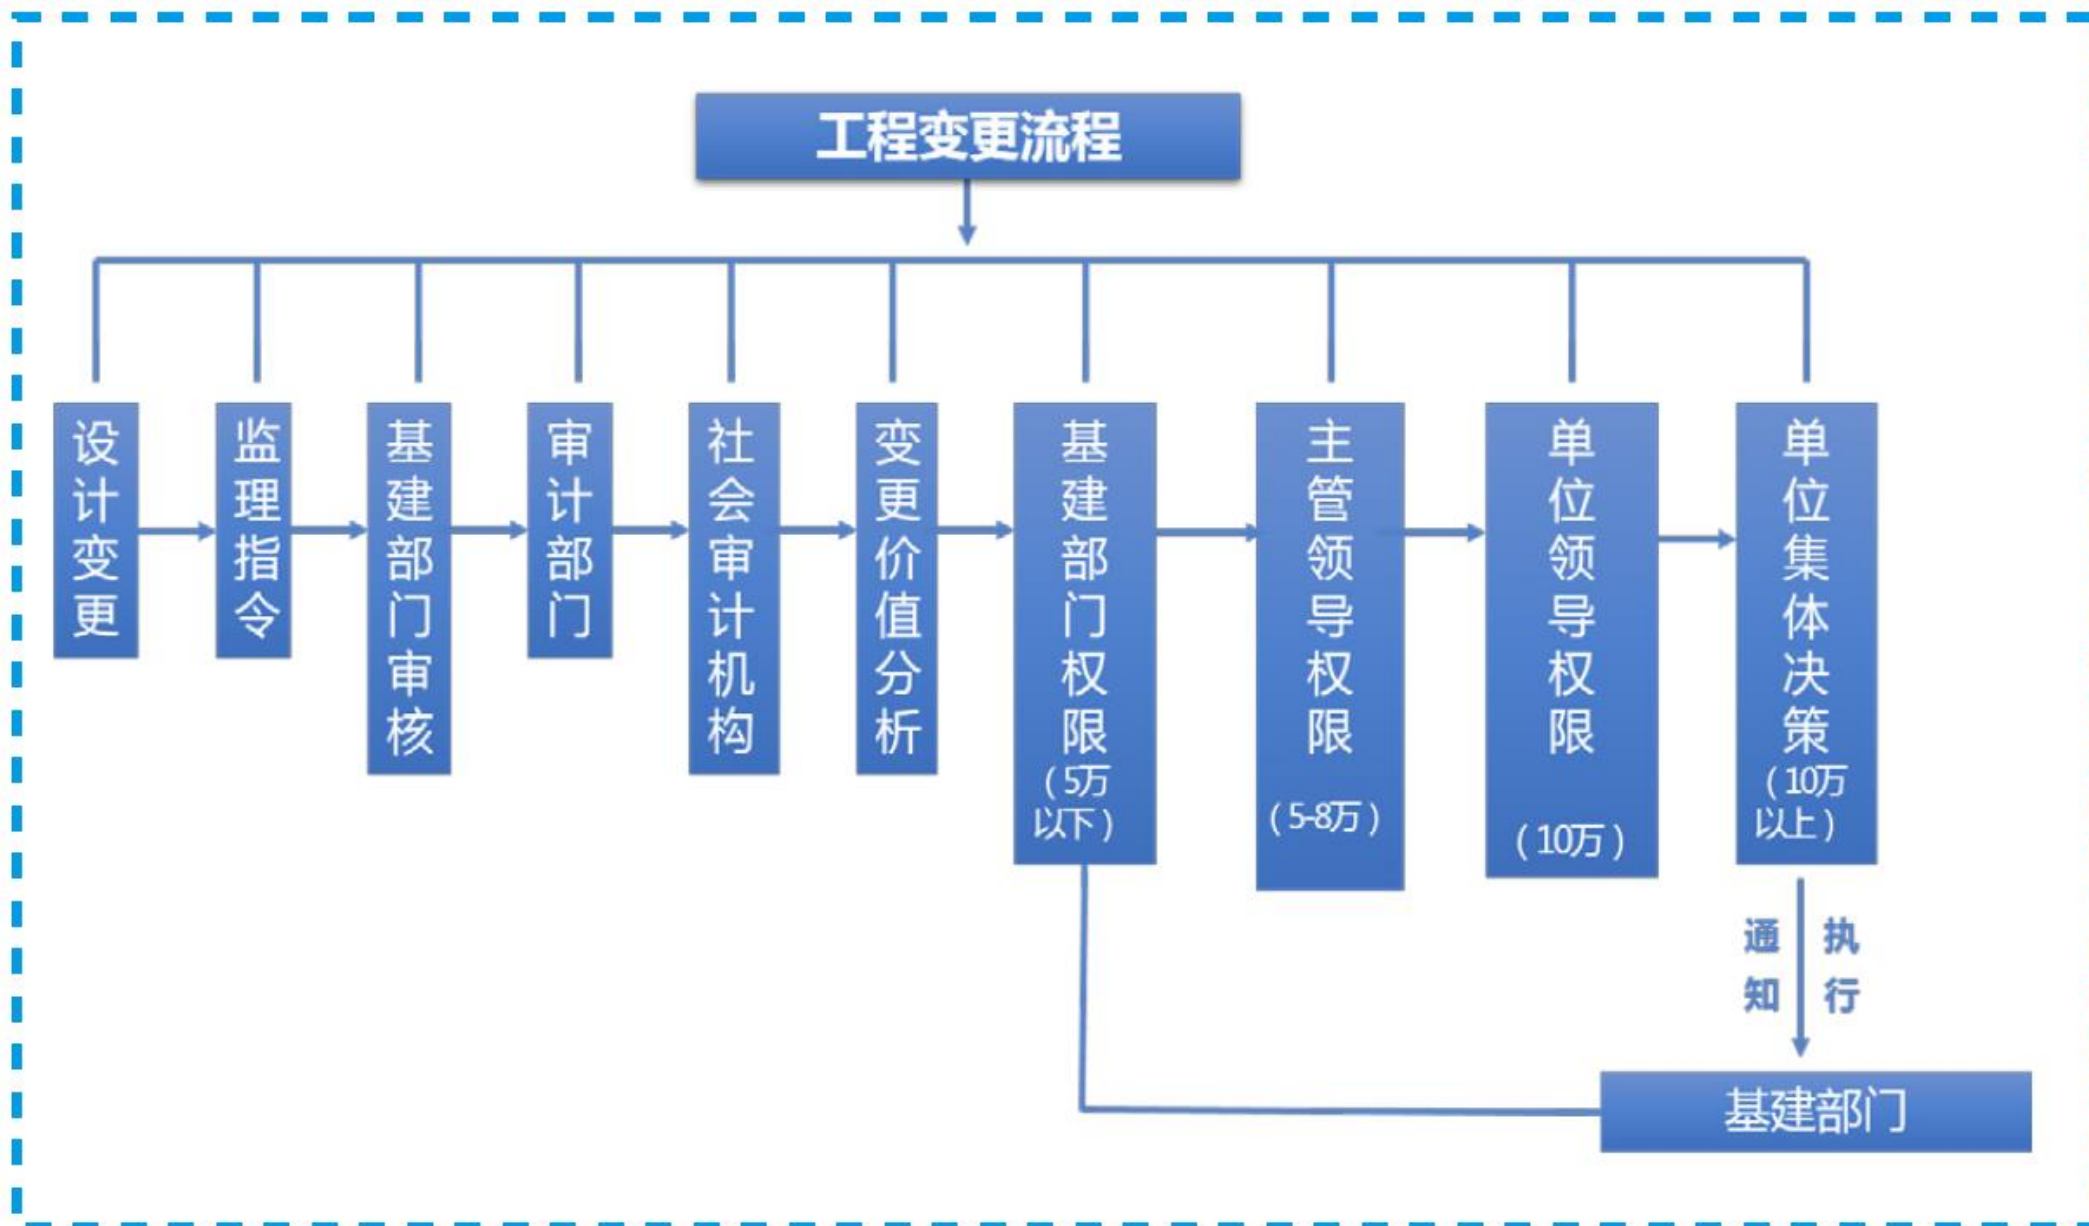 工程变更流程
设计变更
监理指令
基建部门审核
审计部门
社会审计机构
变更价值分析
基建部门权限
(5万
以下)
主管领导权限
(5-8万)
单位领导权限
(10万)
单位集体决策
(10万
以上)
通知
执行
基建部门